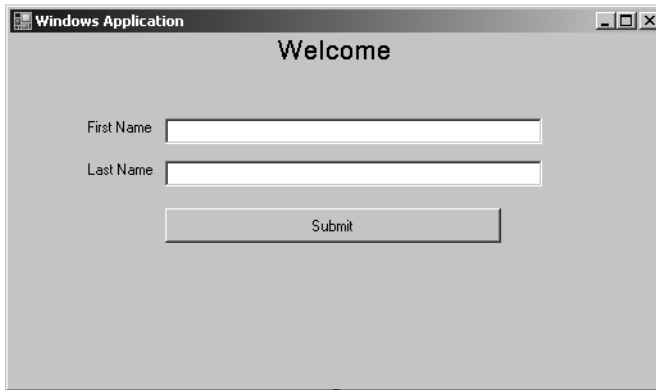 Windows Application
Welcome
First Name
Last Name
Submit